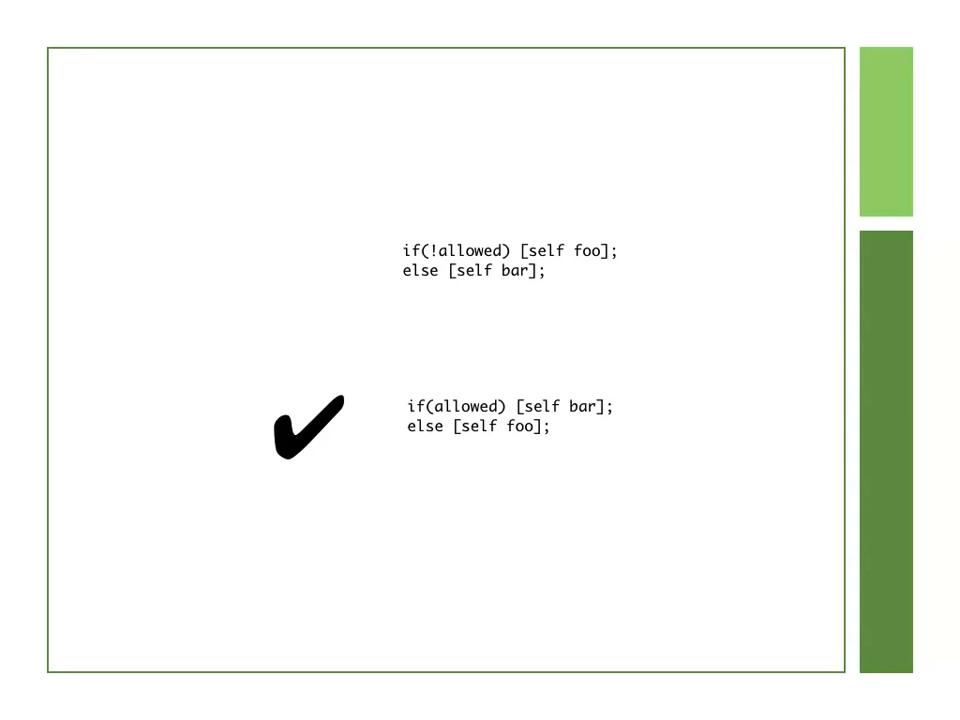 if(!allowed) [self foo];
else [self bar];
if(allowed) [self bar];
else [self foo];